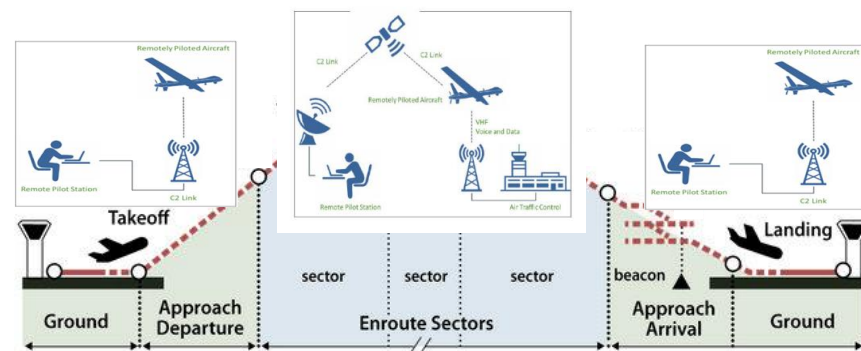 Remotely Piloted Aircraft
Remote Pilot Station
C2 Link
C2 Link
C2 Link
Remotely Piloted Aircraft
VHF
Voice and Data
Remote Pilot Station
Air Traffic Control
Remotely Piloted Aircraft
Remote Pilot Station
C2 Link
Takeoff
Landing
sector
sector
sector
beacon
Ground
Approach
Departure
Enroute Sectors
Approach
Arrival
Ground